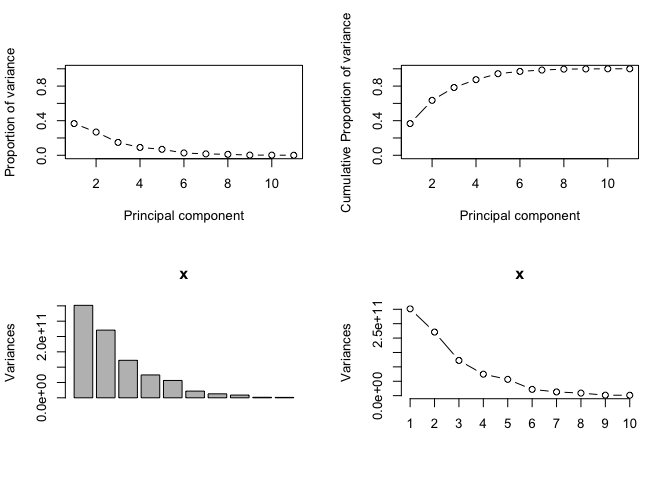 Proportion of variance
0.0 0.4 0.8
2 4 6 8 10
Principal component
Cumulative Proportion of variance
0.0 0.4 0.8
2 4 6 8 10
Principal component
x
Variances
0.0e+00 2.0e+11
x
Variances
0.0e+00 2.5e+11
1 2 3 4 5 6 7 8 9 10